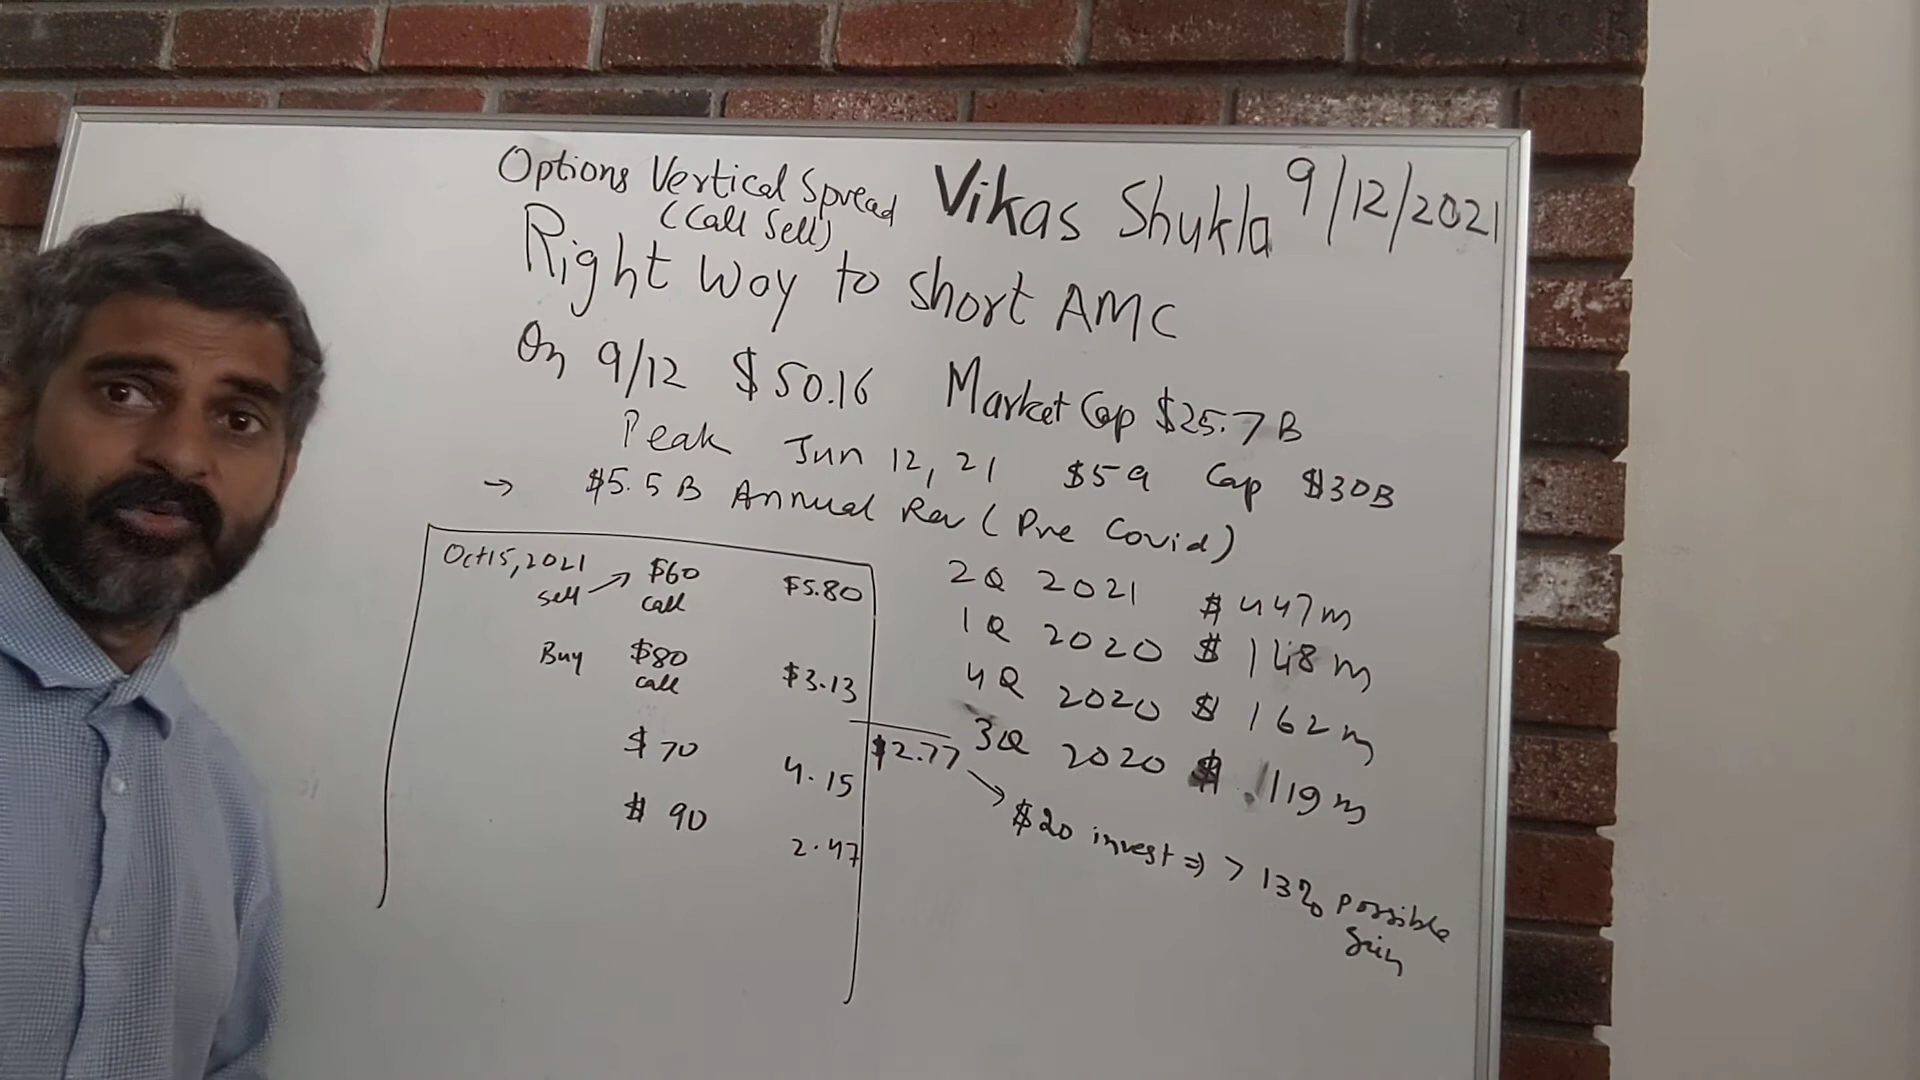 Options Vertical Spread
(Call Sell)
Vikas Shukla 9/12/2021
Right Way to Short AMC
On 9/12 $50.16 Market Cap $25.7B
Peak Jun 12, 21 $59 Cap $30B
→ $5.5B Annual Rev (Pre Covid)
Oct 15, 2021
Sell → $60 call $5.80
Buy $80 call $3.13
$2.77
$70 4.15
$90 2.47
2Q 2021 $447m
1Q 2020 $148m
4Q 2020 $162m
3Q 2020 $.119m
→ $20 invest ⇒ > 13% possible
Gain